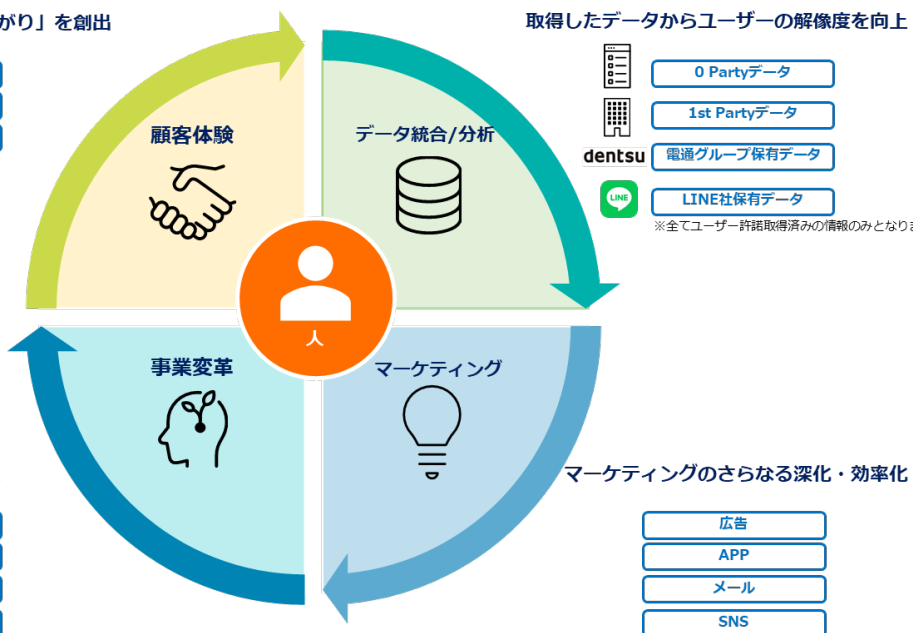 がり」を創出
取得したデータからユーザーの解像度を向上
0 Partyデータ
1st Partyデータ
dentsu
電通グループ保有データ
LINE
LINE社保有データ
※全てユーザー許諾取得済みの情報のみとなりま
顧客体験
データ統合/分析
人
事業変革
マーケティング
マーケティングのさらなる深化・効率化
広告
APP
メール
SNS